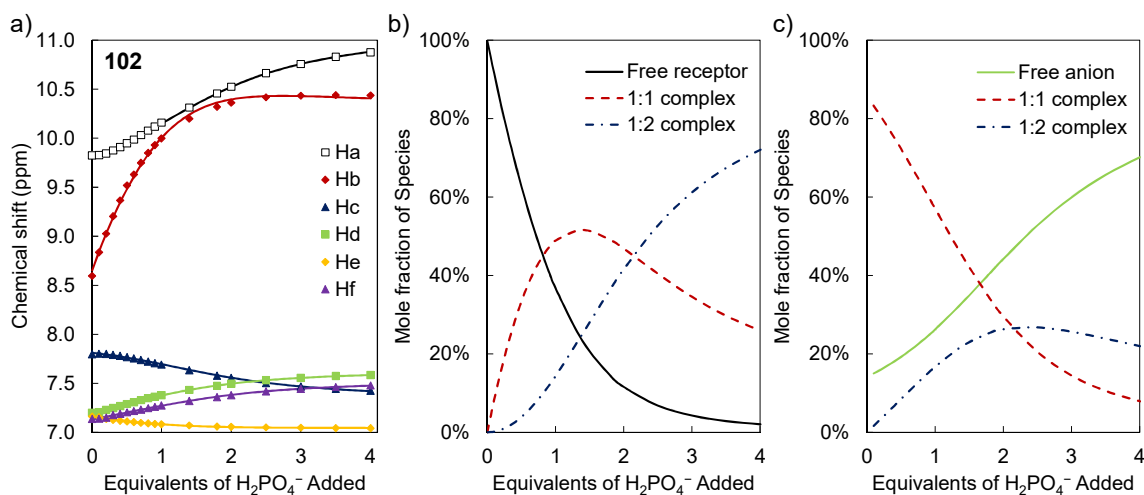 a)
102
Chemical shift (ppm)
11.0
10.5
10.0
9.5
9.0
8.5
8.0
7.5
7.0
Ha
Hb
Hc
Hd
He
Hf
0 1 2 3 4
Equivalents of H₂PO₄⁻ Added
b)
Mole fraction of Species
100%
80%
60%
40%
20%
0%
Free receptor
1:1 complex
1:2 complex
0 1 2 3 4
Equivalents of H₂PO₄⁻ Added
c)
Mole fraction of Species
100%
80%
60%
40%
20%
0%
Free anion
1:1 complex
1:2 complex
0 1 2 3 4
Equivalents of H₂PO₄⁻ Added